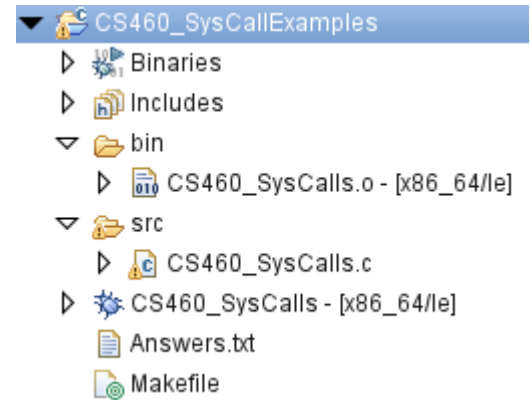 CS460_SysCallExamples
Binaries
Includes
bin
CS460_SysCalls.o - [x86_64/le]
src
CS460_SysCalls.c
CS460_SysCalls - [x86_64/le]
Answers.txt
Makefile